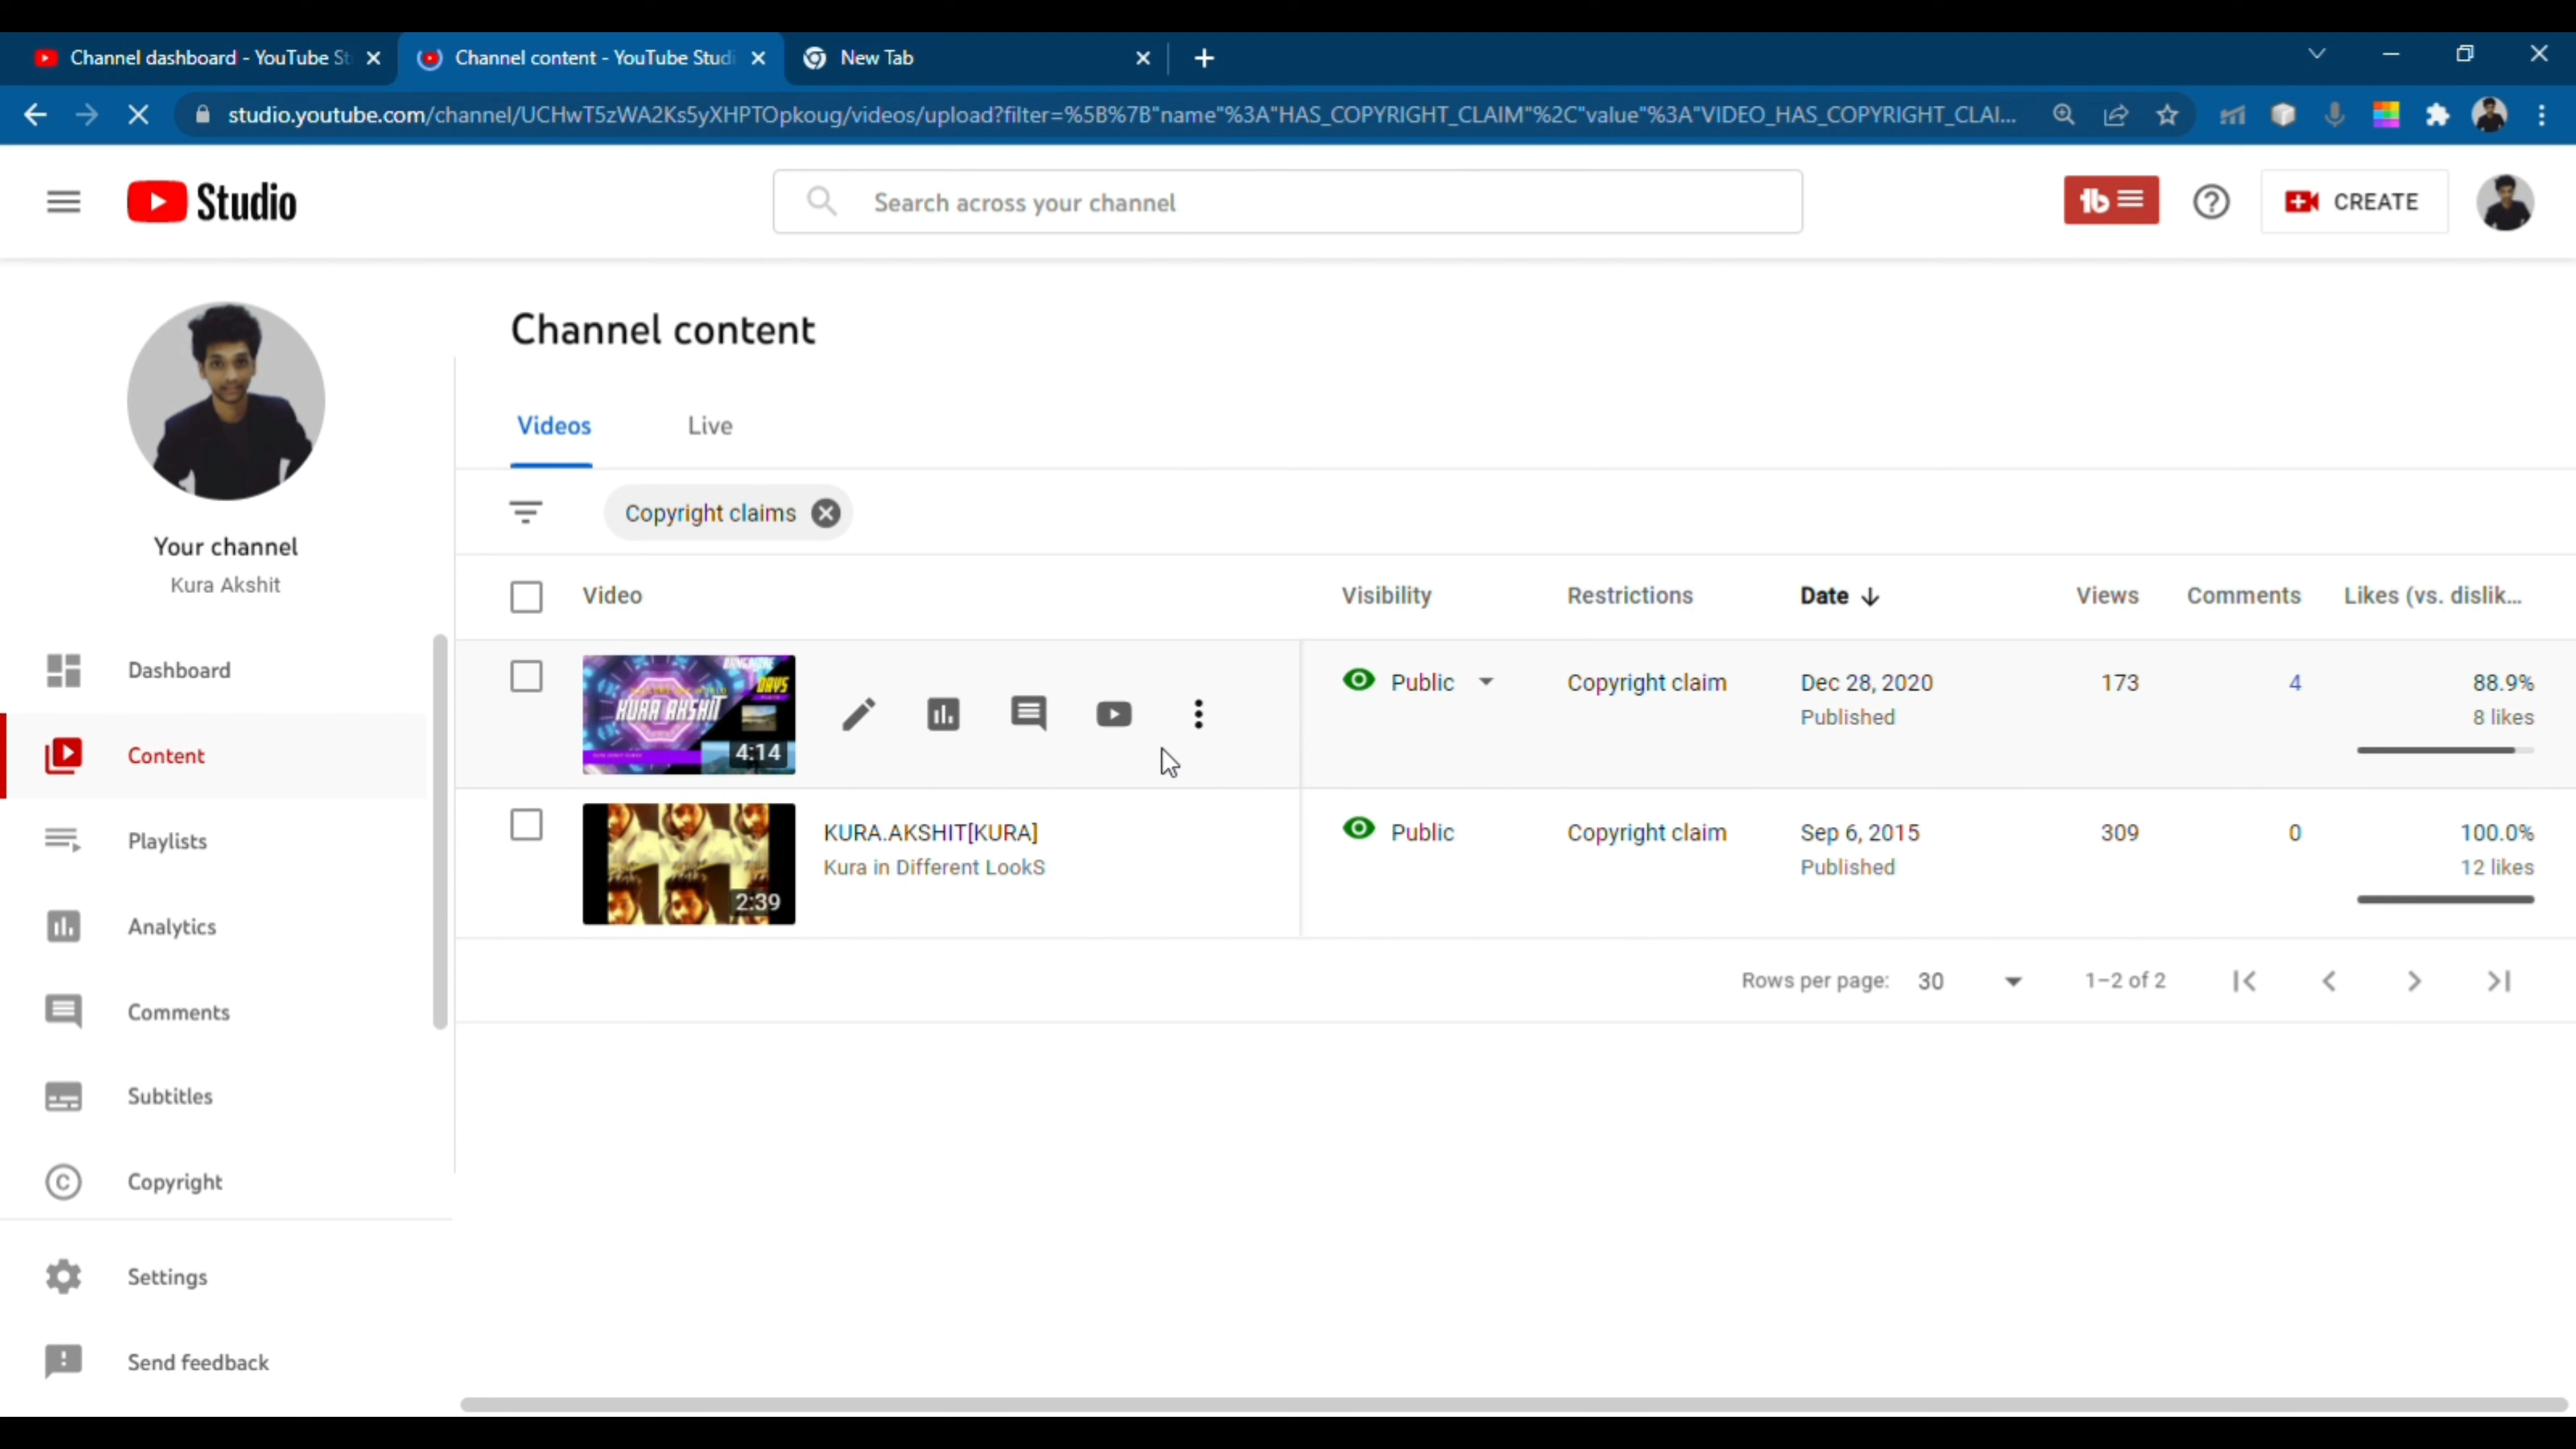 Channel dashboard - YouTube St
Channel content - YouTube Studi
New Tab
studio.youtube.com/channel/UCHwT5zWA2Ks5yXHPTOpkoug/videos/upload?filter=%5B%7B"name"%3A"HAS_COPYRIGHT_CLAIM"%2C"value"%3A"VIDEO_HAS_COPYRIGHT_CLAI...
Studio
Search across your channel
CREATE
Your channel
Kura Akshit
Dashboard
Content
Playlists
Analytics
Comments
Subtitles
Copyright
Settings
Send feedback
Channel content
Videos Live
Copyright claims
Video Visibility Restrictions Date Views Comments Likes (vs. dislik...
DAYS
KURA AKSHIT
4:14
Public Copyright claim Dec 28, 2020 173 4 88.9%
Published 8 likes
KURA.AKSHIT[KURA] Public Copyright claim Sep 6, 2015 309 0 100.0%
Kura in Different LookS Published 12 likes
2:39
Rows per page: 30 1–2 of 2